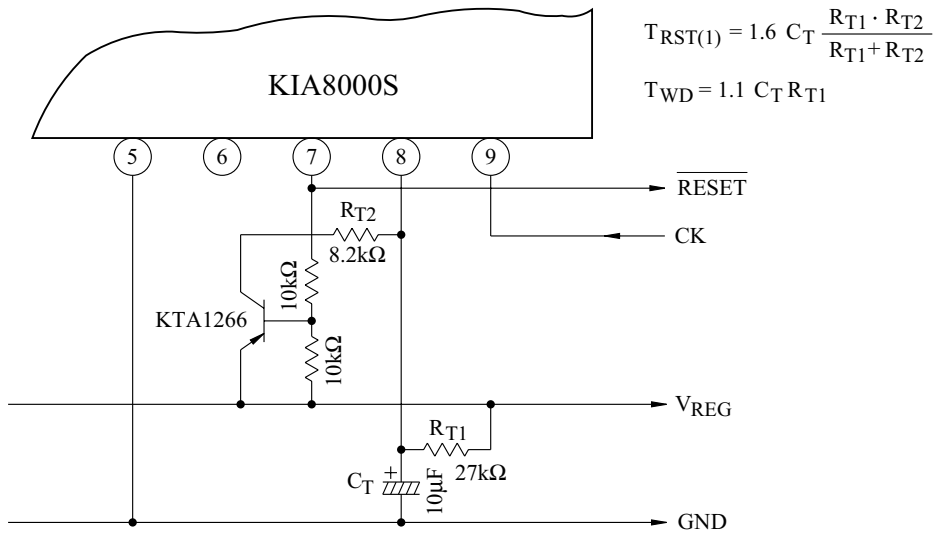 T_RST(1) = 1.6 C_T (R_T1 · R_T2) / (R_T1 + R_T2)
T_WD = 1.1 C_T R_T1
KIA8000S
5 6 7 8 9
RESET
R_T2
CK
8.2kΩ
10kΩ
KTA1266
10kΩ
V_REG
R_T1
C_T + 10μF 27kΩ
GND